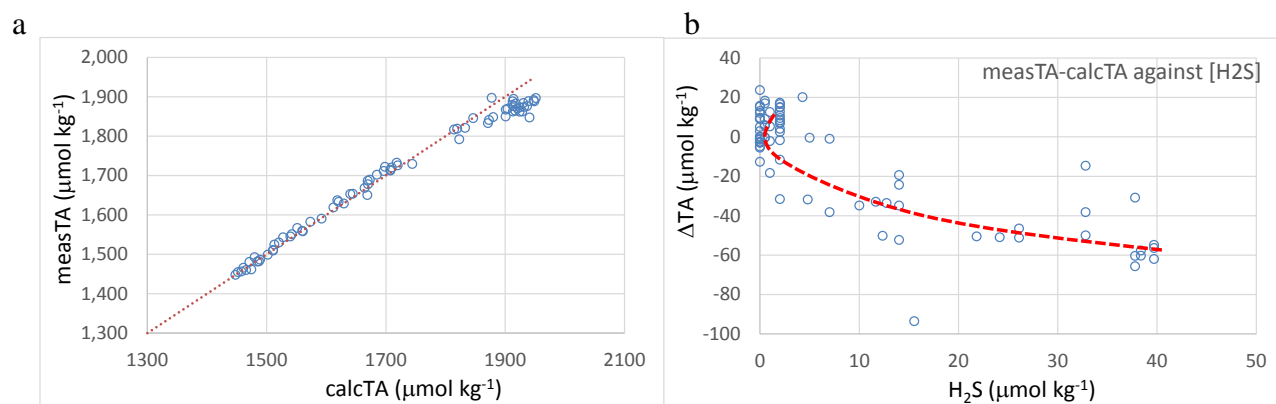 a
2,000
1,900
1,800
1,700
1,600
1,500
1,400
1,300
measTA (μmol kg⁻¹)
1300 1500 1700 1900 2100
calcTA (μmol kg⁻¹)
b
measTA-calcTA against [H2S]
40
20
0
-20
-40
-60
-80
-100
ΔTA (μmol kg⁻¹)
0 10 20 30 40 50
H₂S (μmol kg⁻¹)